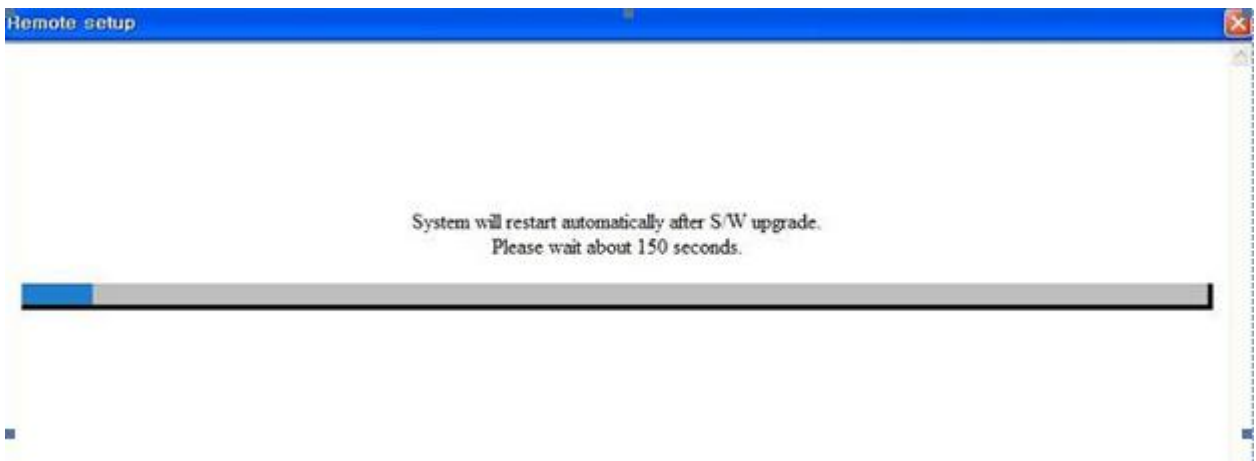 Remote setup
System will restart automatically after S/W upgrade.
Please wait about 150 seconds.